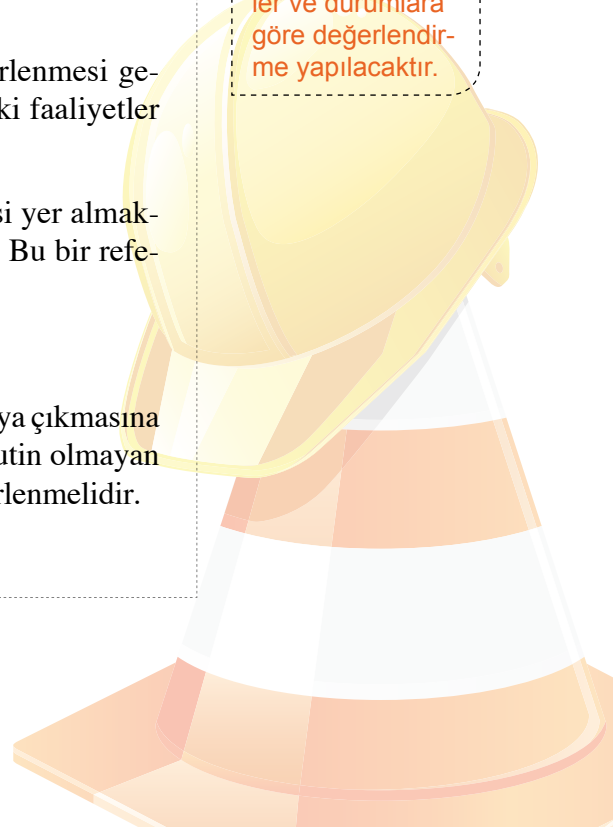 rlenmesi ge-
ki faaliyetler
si yer almak-
Bu bir refe-
ya çıkmasına
utin olmayan
rlenmelidir.
ler ve durumlara
göre değerlendir-
me yapılacaktır.